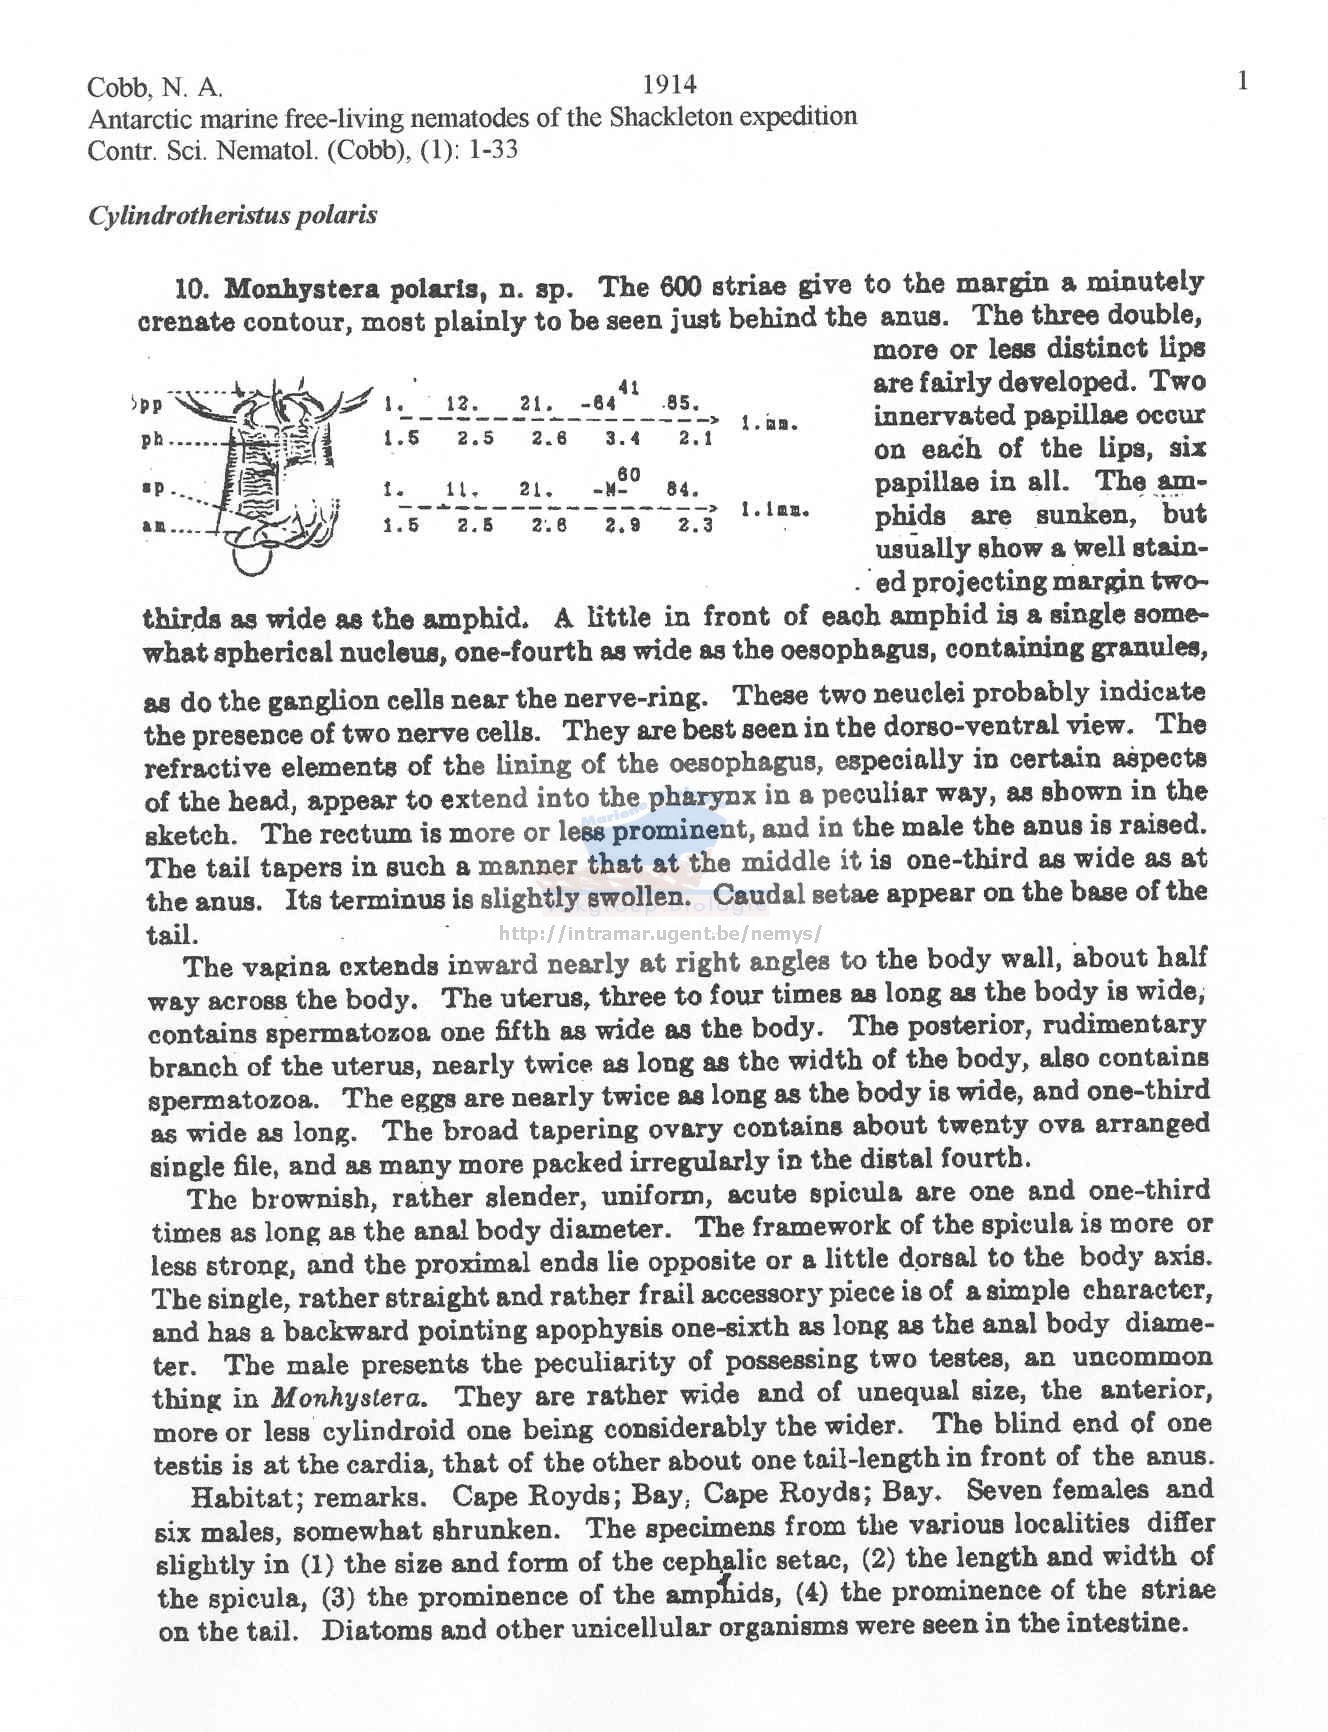 Cobb, N. A.
1914
1
Antarctic marine free-living nematodes of the Shackleton expedition
Contr. Sci. Nematol. (Cobb), (1): 1-33
Cylindrotheristus polaris
10. Monhystera polaris, n. sp. The 600 striae give to the margin a minutely
crenate contour, most plainly to be seen just behind the anus. The three double,
more or less distinct lips
are fairly developed. Two
innervated papillae occur
on each of the lips, six
papillae in all. The am-
phids are sunken, but
usually show a well stain-
ed projecting margin two-
pp
ph
sp
an
1. 12. 21. -64 41 .85.
1.5 2.5 2.6 3.4 2.1
1.mm.
1. 11. 21. -M- 60 84.
1.5 2.5 2.6 2.9 2.3
1.1mm.
thirds as wide as the amphid. A little in front of each amphid is a single some-
what spherical nucleus, one-fourth as wide as the oesophagus, containing granules,
as do the ganglion cells near the nerve-ring. These two neuclei probably indicate
the presence of two nerve cells. They are best seen in the dorso-ventral view. The
refractive elements of the lining of the oesophagus, especially in certain aspects
of the head, appear to extend into the pharynx in a peculiar way, as shown in the
sketch. The rectum is more or less prominent, and in the male the anus is raised.
The tail tapers in such a manner that at the middle it is one-third as wide as at
the anus. Its terminus is slightly swollen. Caudal setae appear on the base of the
tail.
http://intramar.ugent.be/nemys/
The vagina extends inward nearly at right angles to the body wall, about half
way across the body. The uterus, three to four times as long as the body is wide,
contains spermatozoa one fifth as wide as the body. The posterior, rudimentary
branch of the uterus, nearly twice as long as the width of the body, also contains
spermatozoa. The eggs are nearly twice as long as the body is wide, and one-third
as wide as long. The broad tapering ovary contains about twenty ova arranged
single file, and as many more packed irregularly in the distal fourth.
The brownish, rather slender, uniform, acute spicula are one and one-third
times as long as the anal body diameter. The framework of the spicula is more or
less strong, and the proximal ends lie opposite or a little dorsal to the body axis.
The single, rather straight and rather frail accessory piece is of a simple character,
and has a backward pointing apophysis one-sixth as long as the anal body diame-
ter. The male presents the peculiarity of possessing two testes, an uncommon
thing in Monhystera. They are rather wide and of unequal size, the anterior,
more or less cylindroid one being considerably the wider. The blind end of one
testis is at the cardia, that of the other about one tail-length in front of the anus.
Habitat; remarks. Cape Royds; Bay, Cape Royds; Bay. Seven females and
six males, somewhat shrunken. The specimens from the various localities differ
slightly in (1) the size and form of the cephalic setae, (2) the length and width of
the spicula, (3) the prominence of the amphids, (4) the prominence of the striae
on the tail. Diatoms and other unicellular organisms were seen in the intestine.